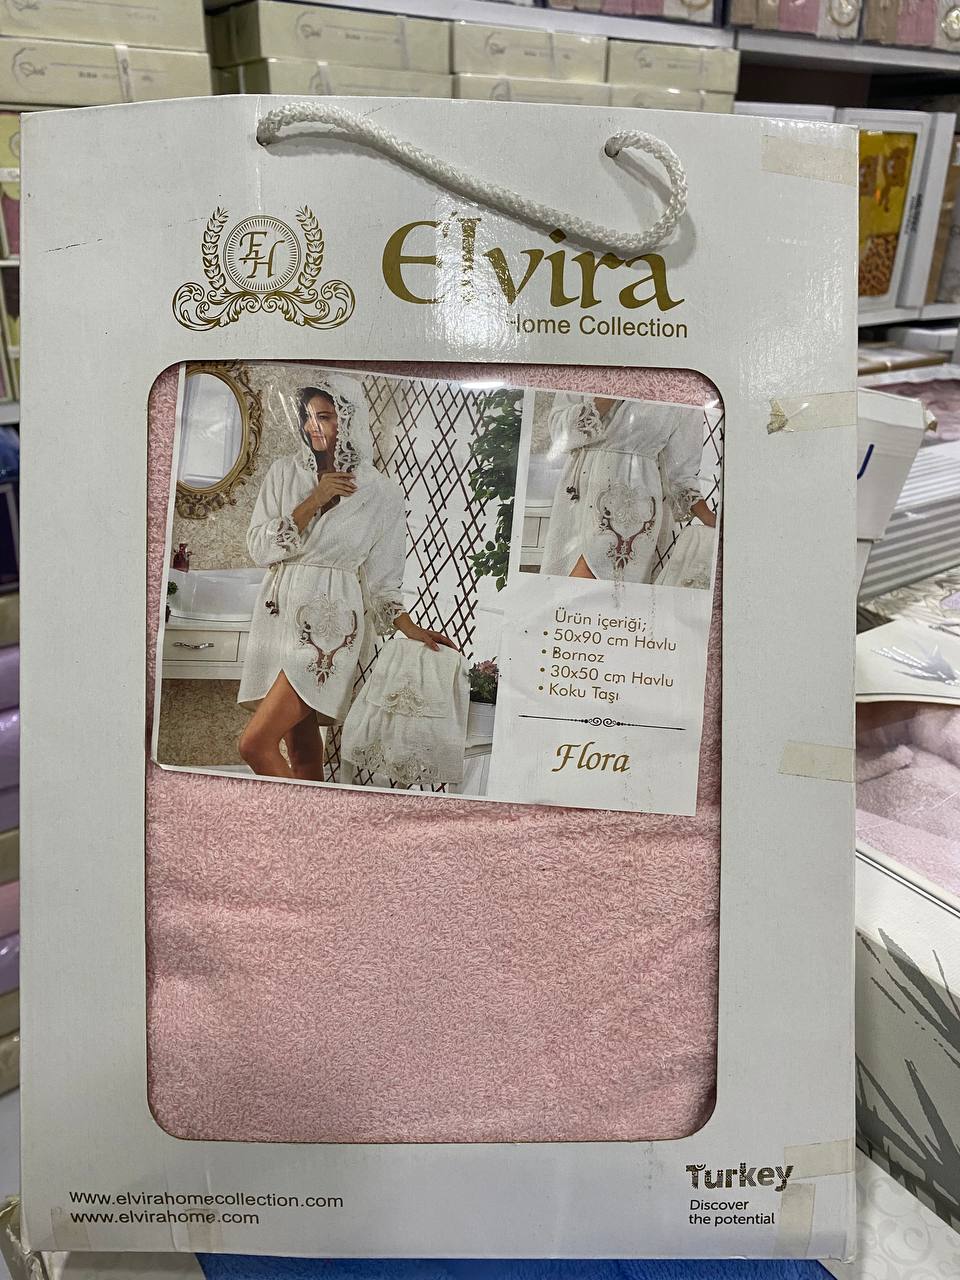 EH
Elvira
Home Collection
Ürün içeriği;
• 50x90 cm Havlu
• Bornoz
• 30x50 cm Havlu
• Koku Taşı
Flora
www.elvirahomecollection.com
www.elvirahome.com
Turkey
Discover
the potential